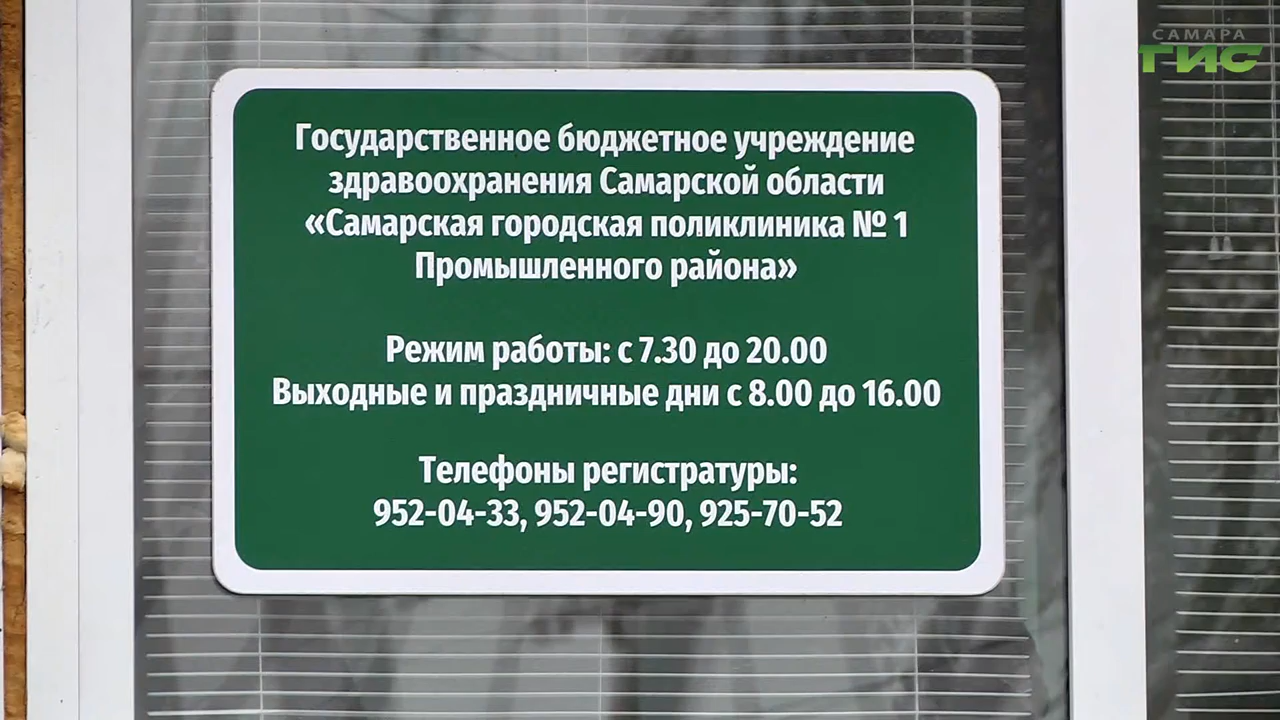 САМАРА
ГИС
Государственное бюджетное учреждение
здравоохранения Самарской области
«Самарская городская поликлиника № 1
Промышленного района»
Режим работы: с 7.30 до 20.00
Выходные и праздничные дни с 8.00 до 16.00
Телефоны регистратуры:
952-04-33, 952-04-90, 925-70-52